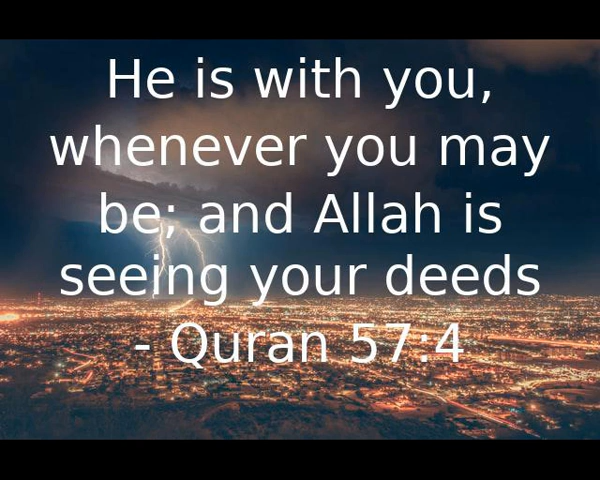 He is with you,
whenever you may
be; and Allah is
seeing your deeds
- Quran 57:4